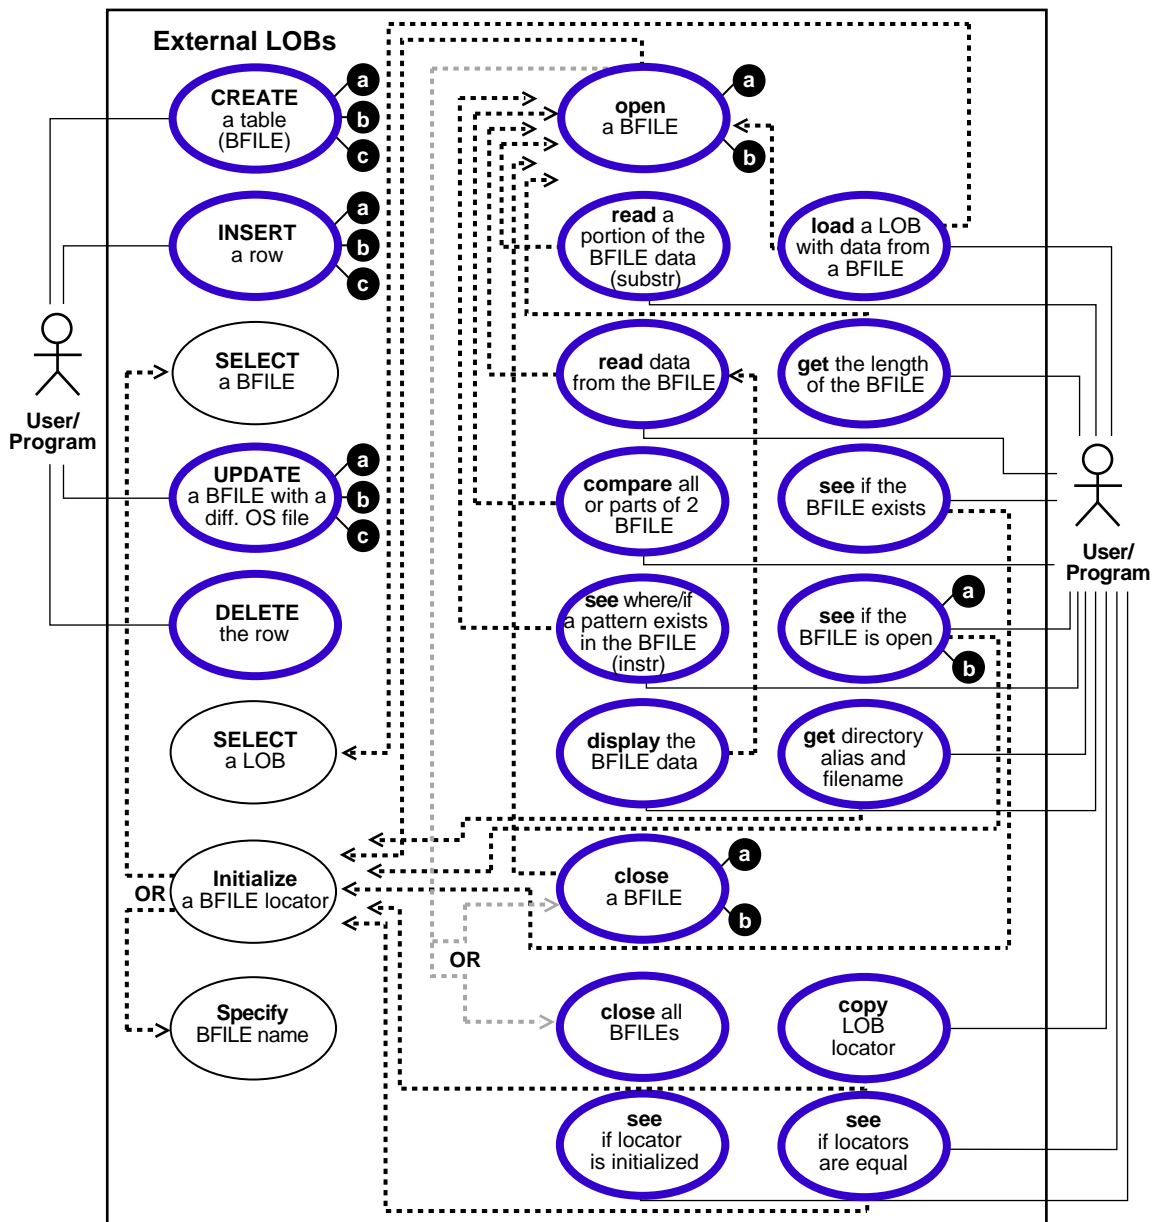 External LOBs
CREATE
a table
(BFILE)
a
b
c
INSERT
a row
a
b
c
SELECT
a BFILE
User/
Program
UPDATE
a BFILE with a
diff. OS file
a
b
c
DELETE
the row
SELECT
a LOB
Initialize
a BFILE locator
OR
Specify
BFILE name
open
a BFILE
a
b
read a
portion of the
BFILE data
(substr)
load a LOB
with data from
a BFILE
read data
from the BFILE
get the length
of the BFILE
compare all
or parts of 2
BFILE
see if the
BFILE exists
User/
Program
see where/if
a pattern exists
in the BFILE
(instr)
see if the
BFILE is open
a
b
display the
BFILE data
get directory
alias and
filename
close
a BFILE
a
b
OR
close all
BFILEs
copy
LOB
locator
see
if locator
is initialized
see
if locators
are equal